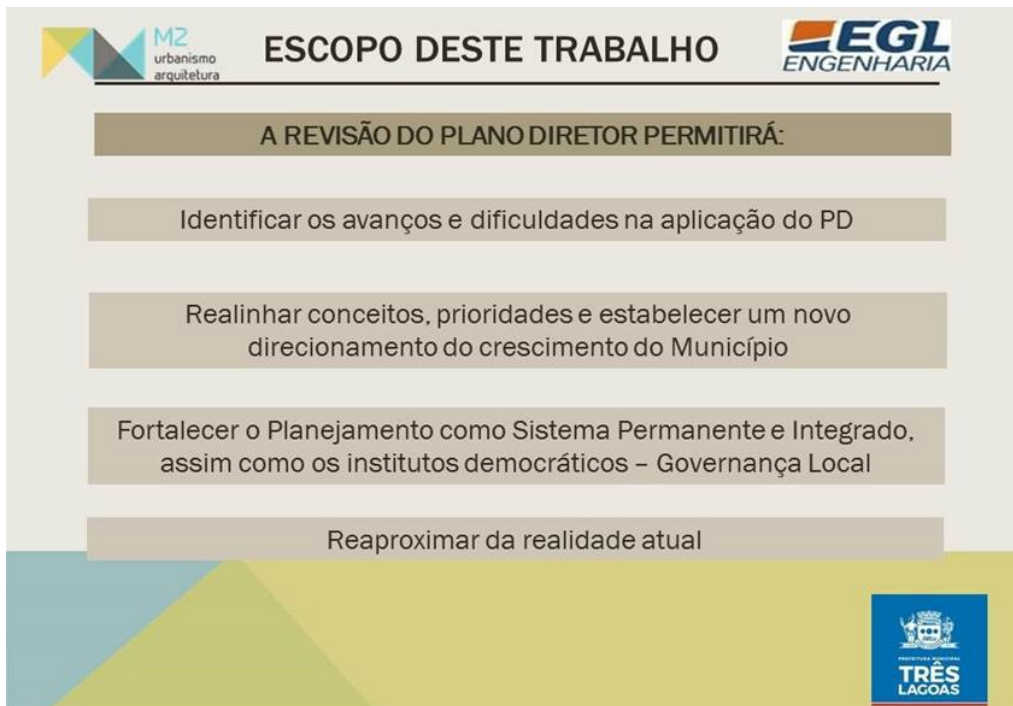 M2
urbanismo
arquitetura
ESCOPO DESTE TRABALHO
EGL
ENGENHARIA
A REVISÃO DO PLANO DIRETOR PERMITIRÁ:
Identificar os avanços e dificuldades na aplicação do PD
Realinhar conceitos, prioridades e estabelecer um novo
direcionamento do crescimento do Município
Fortalecer o Planejamento como Sistema Permanente e Integrado,
assim como os institutos democráticos – Governança Local
Reaproximar da realidade atual
PREFEITURA MUNICIPAL
TRÊS
LAGOAS